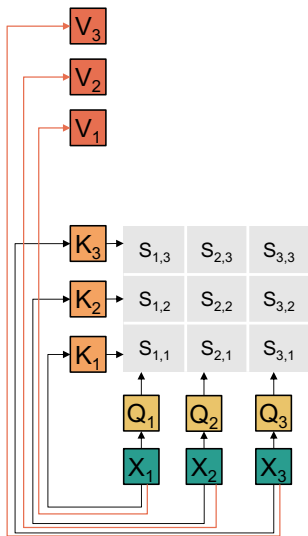 V₃
V₂
V₁
K₃ S₁,₃ S₂,₃ S₃,₃
K₂ S₁,₂ S₂,₂ S₃,₂
K₁ S₁,₁ S₂,₁ S₃,₁
Q₁ Q₂ Q₃
X₁ X₂ X₃